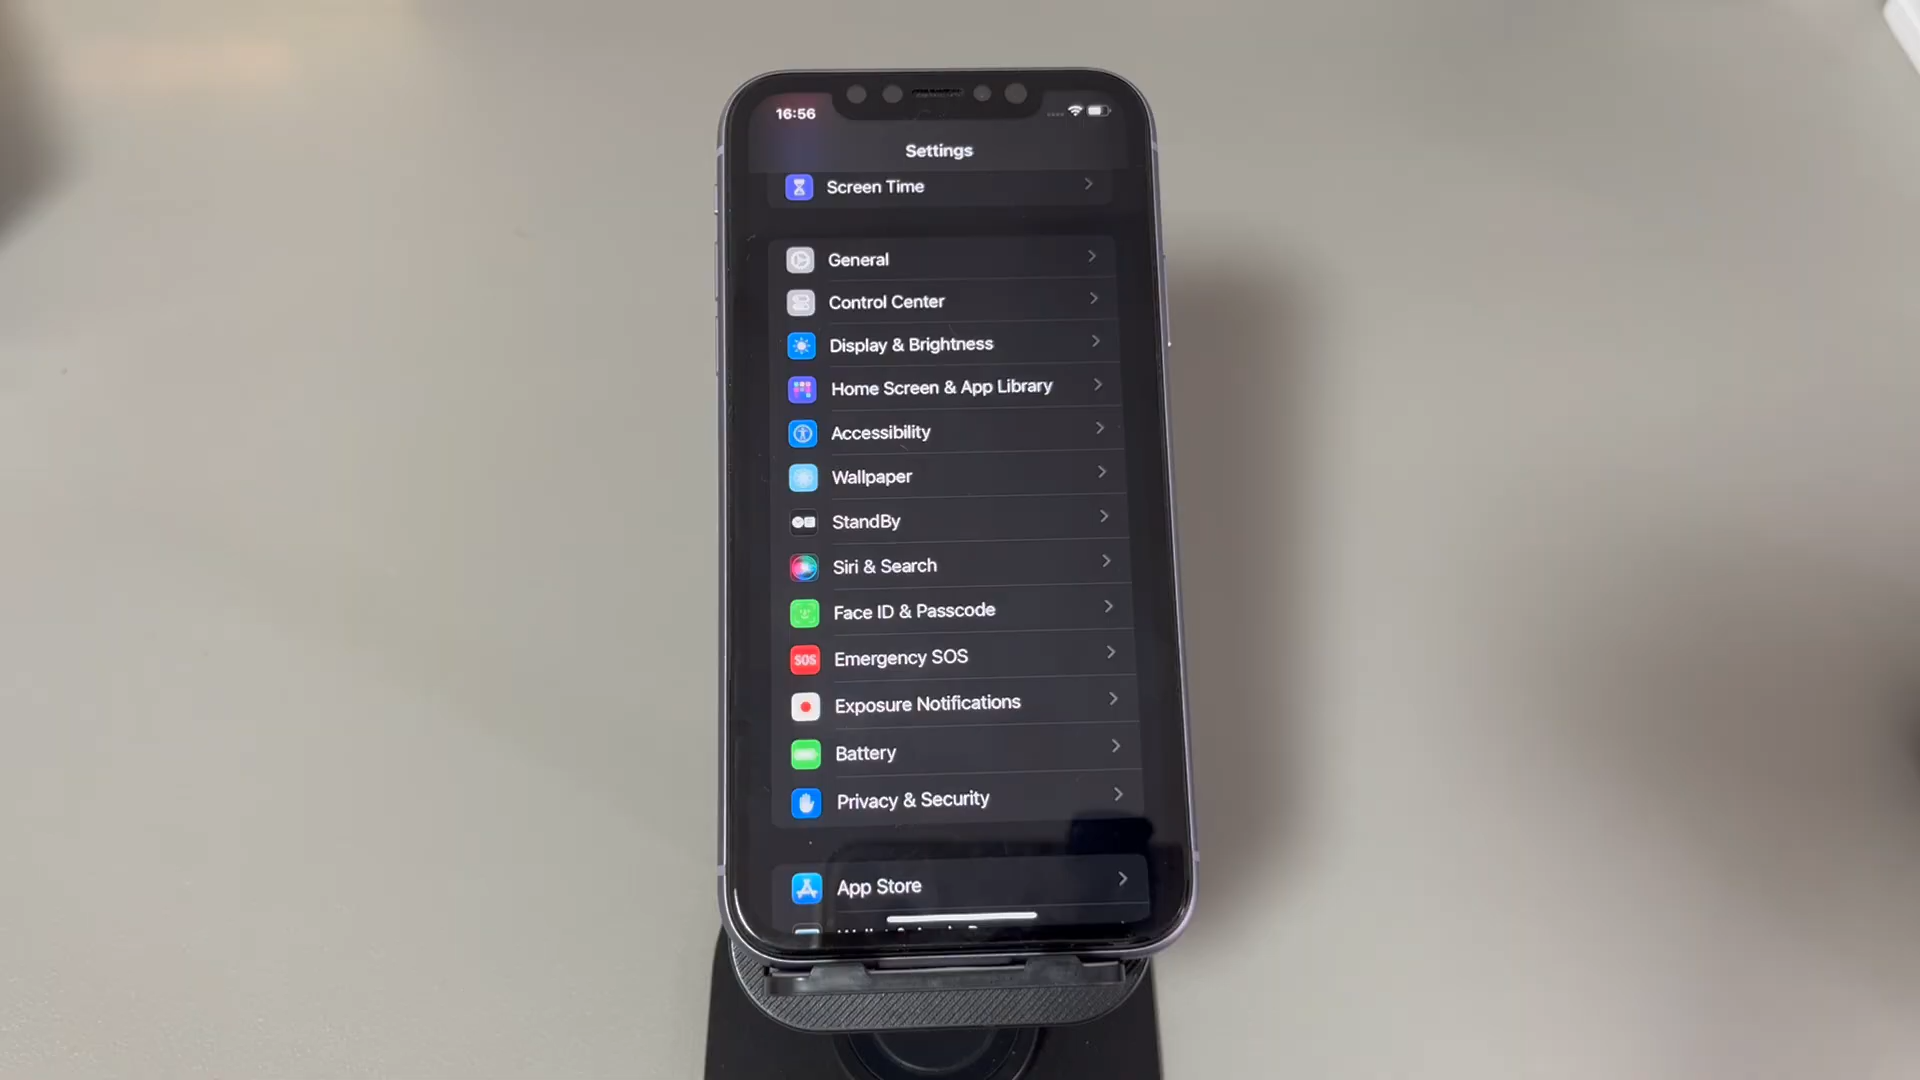 16:56
Settings
Screen Time
General
Control Center
Display & Brightness
Home Screen & App Library
Accessibility
Wallpaper
StandBy
Siri & Search
Face ID & Passcode
SOS Emergency SOS
Exposure Notifications
Battery
Privacy & Security
App Store